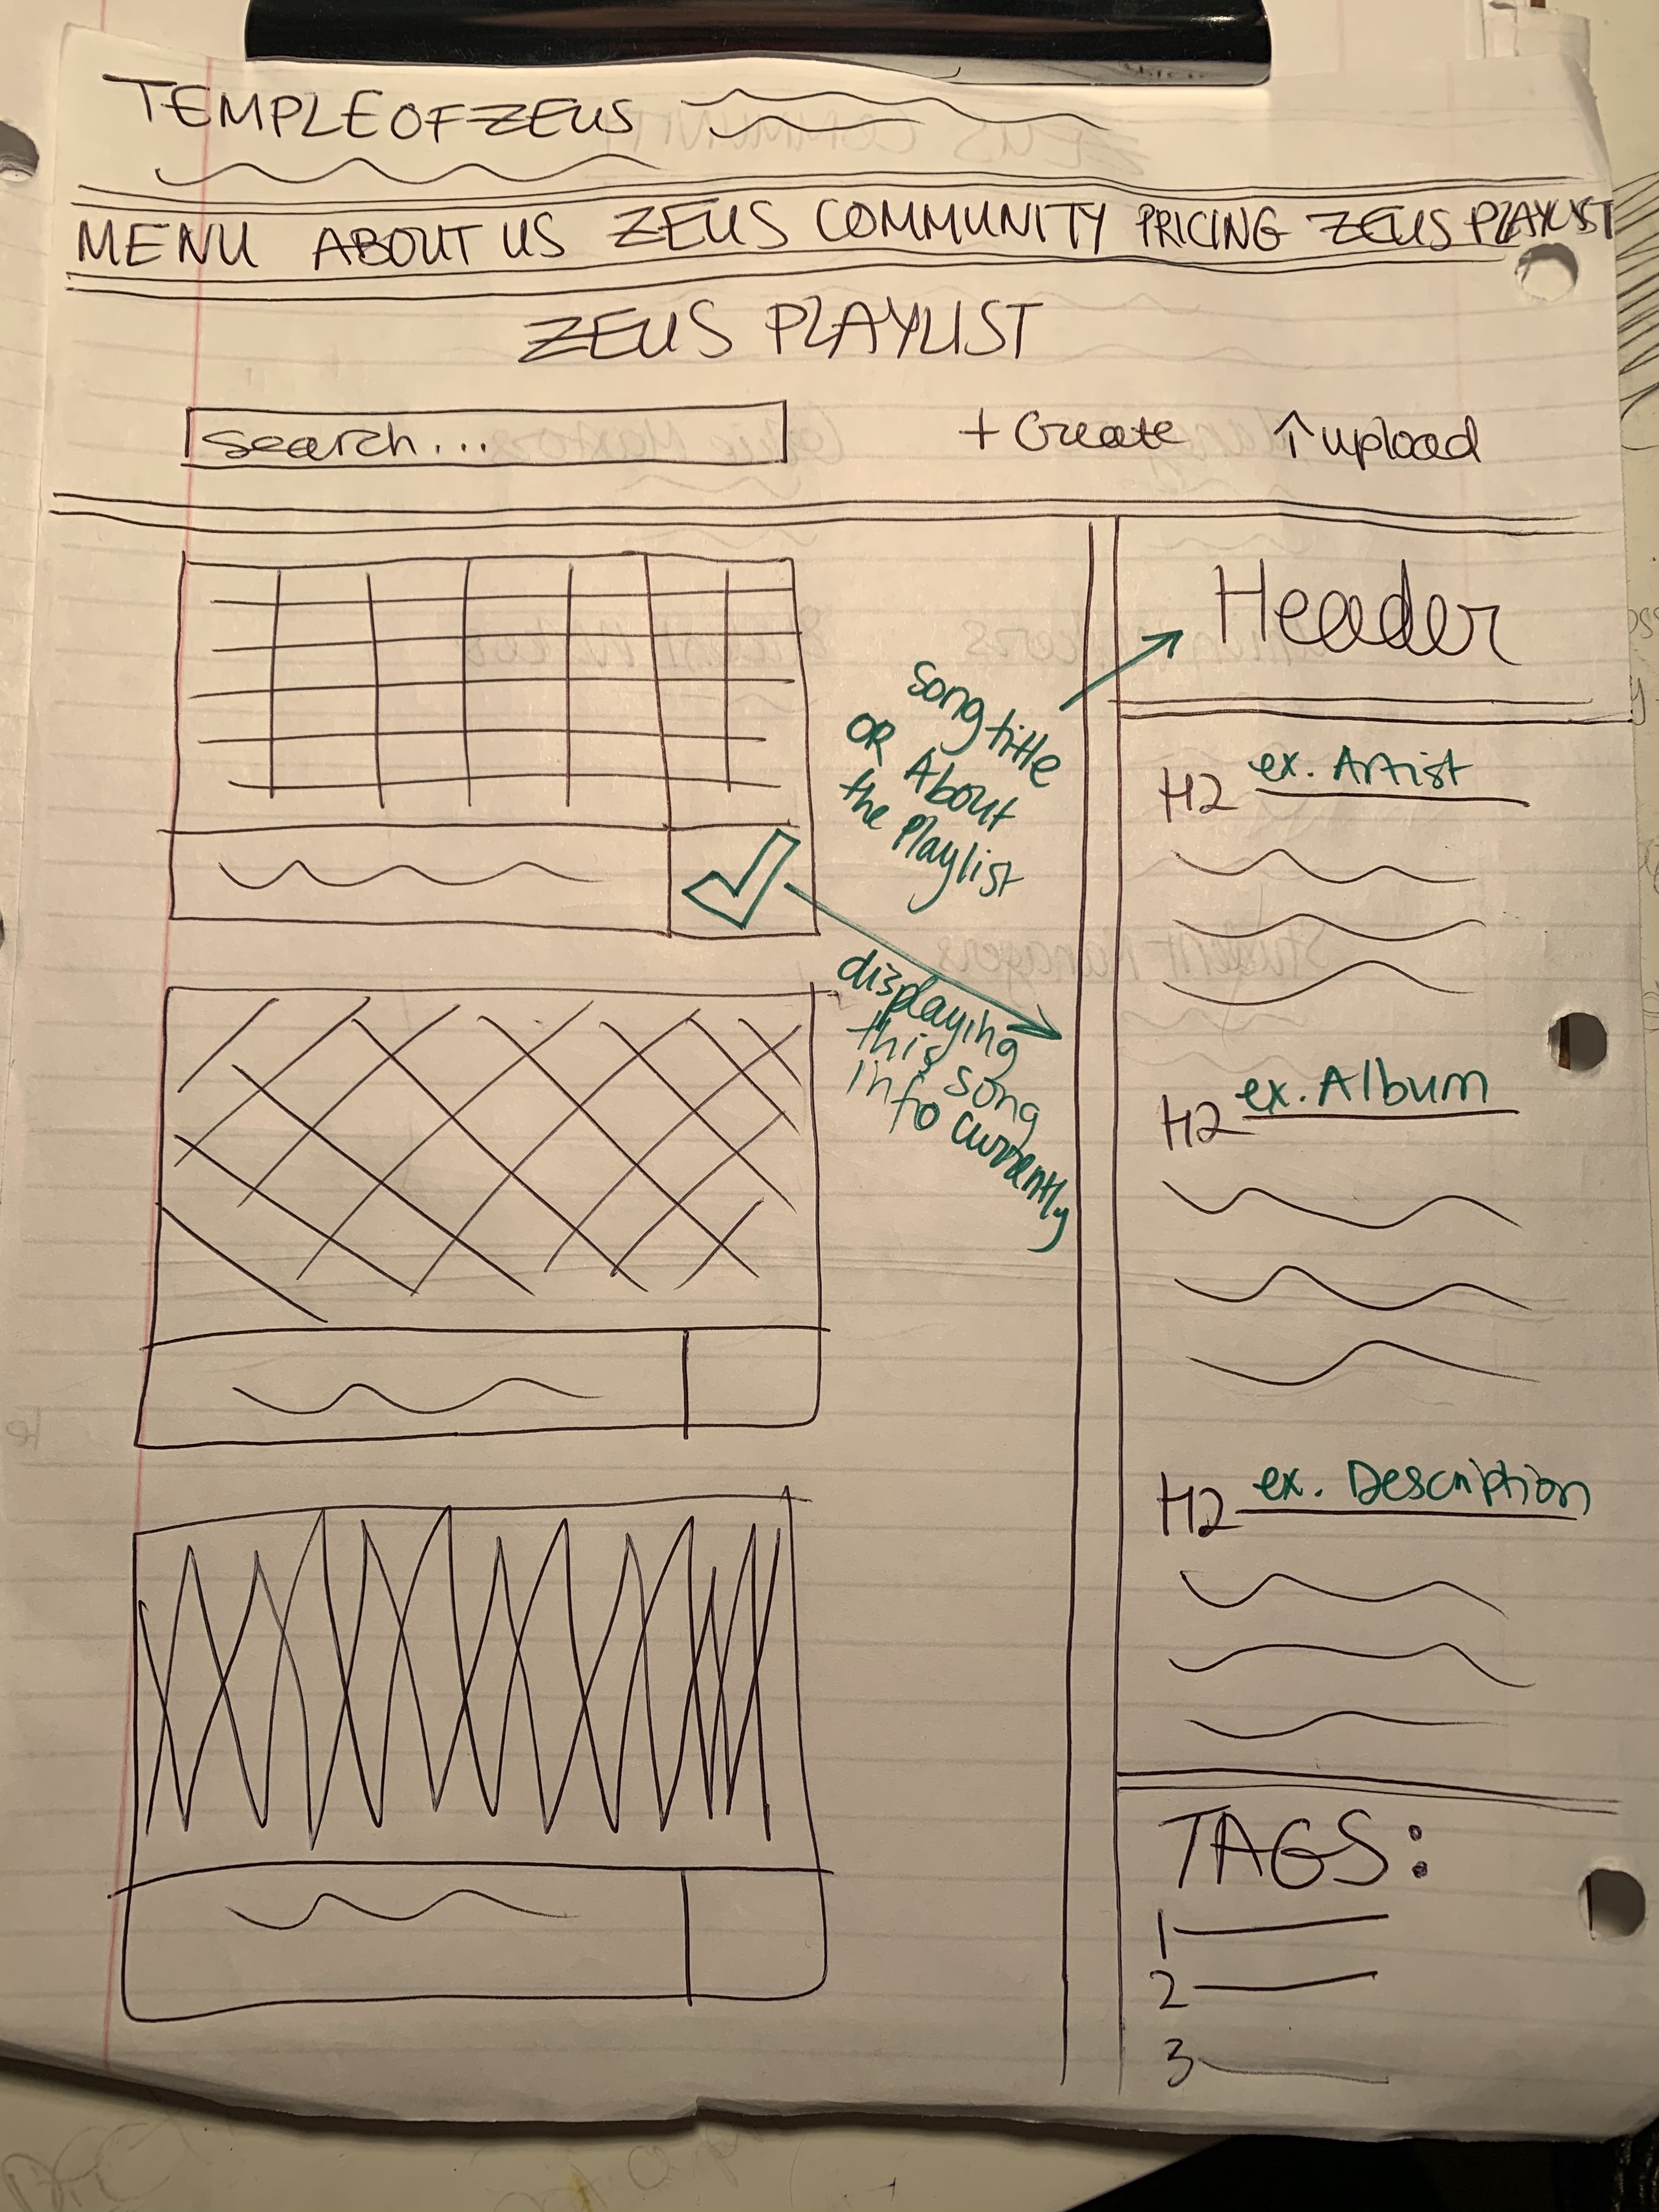 TEMPLEOFZEUS
MENU ABOUT US ZEUS COMMUNITY PRICING ZEUS PLAYLIST
ZEUS PLAYLIST
search...
+ Create
↑ upload
Header
song title
OR About
the Playlist
displaying
this song
info currently
H2 ex. Artist
H2 ex. Album
H2 ex. Description
TAGS:
1
2
3